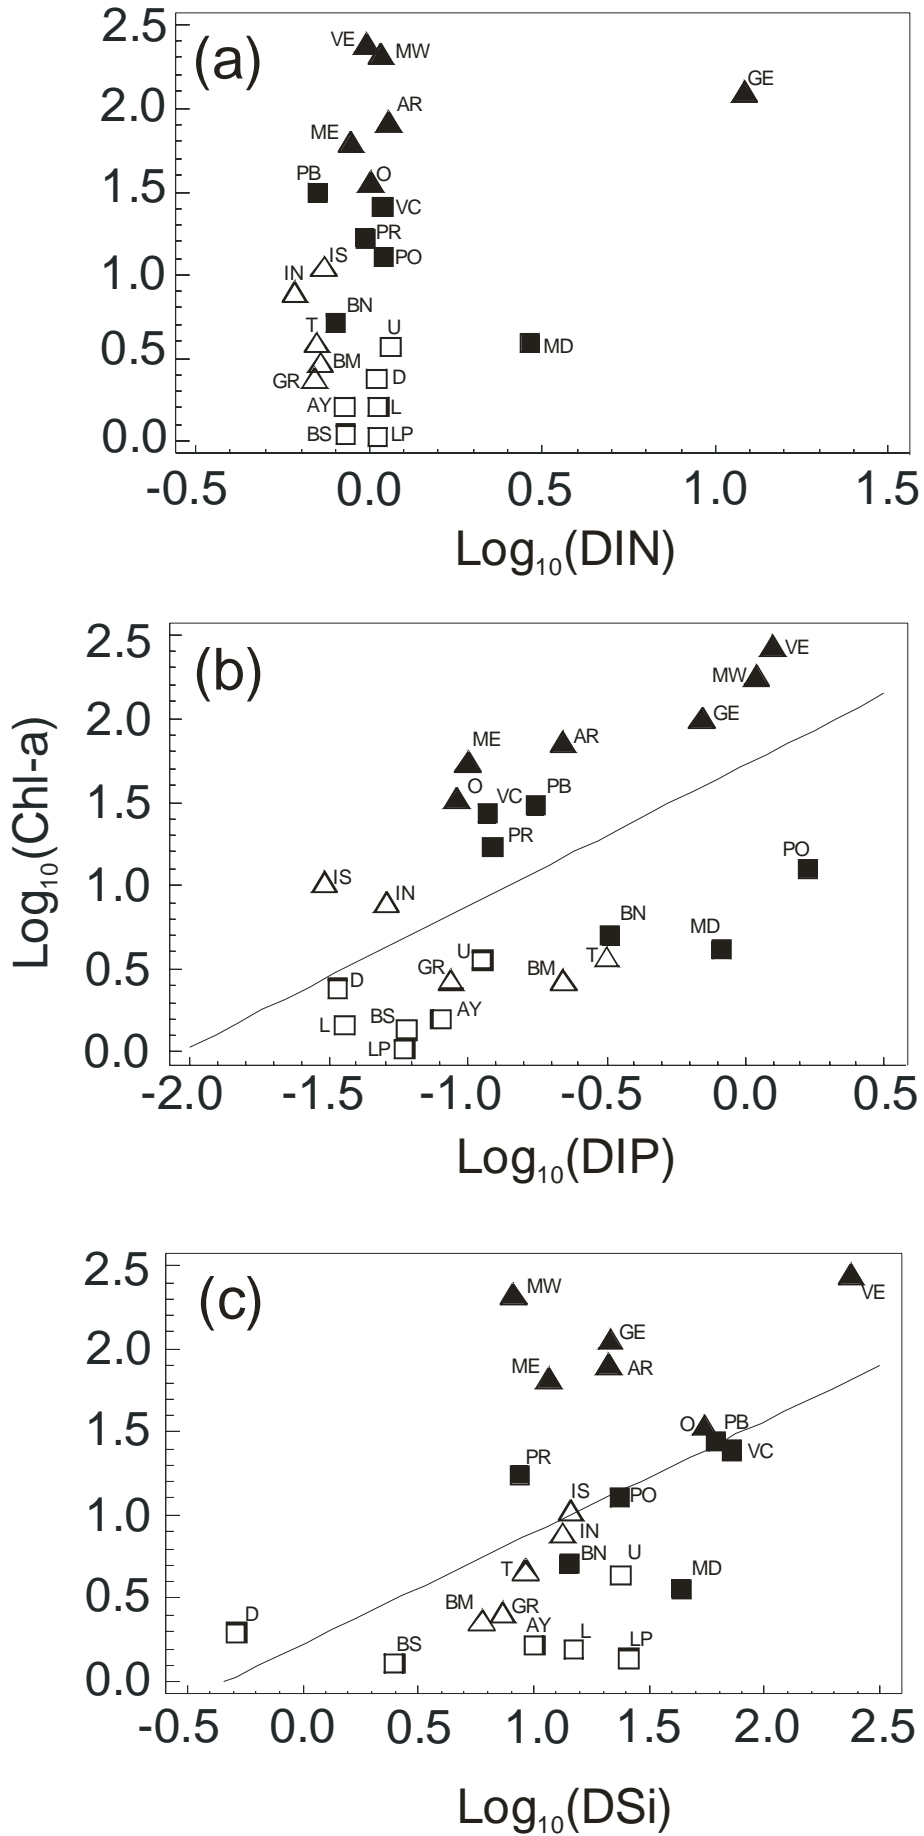 2.5
(a)
VE
MW
GE
2.0
AR
ME
1.5
PB
O
VC
PR
PO
1.0
IS
IN
BN
T
U
MD
0.5
BM
D
GR
AY
L
0.0
BS
LP
-0.5 0.0 0.5 1.0 1.5
Log10(DIN)
2.5
(b)
VE
MW
GE
2.0
AR
ME
O
VC
PB
1.5
PR
PO
1.0
IS
IN
BN
MD
U
T
0.5
D
GR
BM
L
BS
AY
0.0
LP
-2.0 -1.5 -1.0 -0.5 0.0 0.5
Log10(DIP)
Log10(Chl-a)
2.5
(c)
MW
VE
GE
2.0
AR
ME
O
PB
1.5
VC
PR
IS
PO
1.0
IN
BN
U
MD
T
0.5
BM
GR
D
BS
AY
L
LP
0.0
-0.5 0.0 0.5 1.0 1.5 2.0 2.5
Log10(DSi)